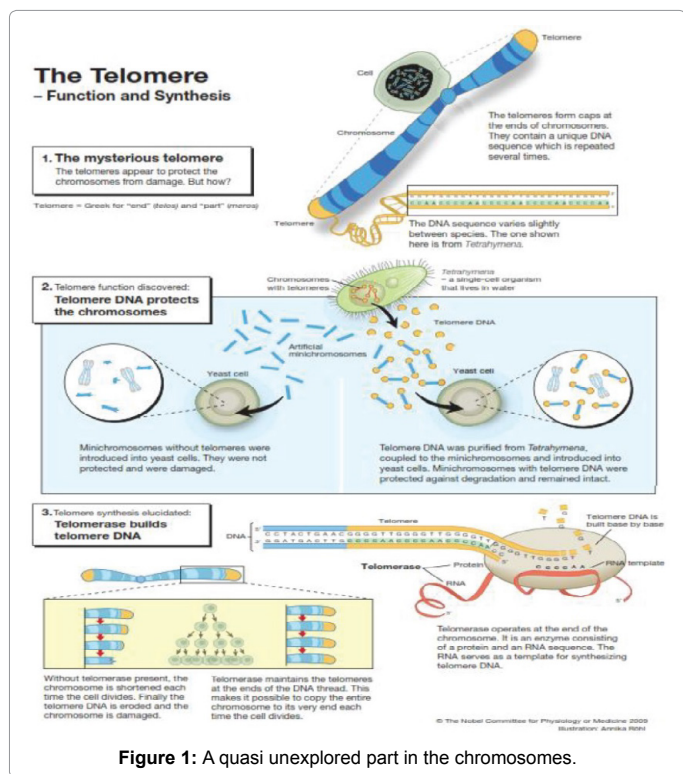 The Telomere
– Function and Synthesis
Telomere
Cell
Chromosome
The telomeres form caps at
the ends of chromosomes.
They contain a unique DNA
sequence which is repeated
several times.
1. The mysterious telomere
The telomeres appear to protect the
chromosomes from damage. But how?
Telomere = Greek for "end" (telos) and "part" (meros)
Telomere
The DNA sequence varies slightly
between species. The one shown
here is from Tetrahymena.
2. Telomere function discovered:
Telomere DNA protects
the chromosomes
Chromosomes
with telomeres
Tetrahymena
– a single-cell organism
that lives in water
Telomere DNA
Artificial
minichromosomes
Yeast cell
Yeast cell
Minichromosomes without telomeres were
introduced into yeast cells. They were not
protected and were damaged.
Telomere DNA was purified from Tetrahymena,
coupled to the minichromosomes and introduced into
yeast cells. Minichromosomes with telomere DNA were
protected against degradation and remained intact.
3. Telomere synthesis elucidated:
Telomerase builds
telomere DNA
Telomere
DNA
Telomere DNA is
built base by base
RNA template
Telomerase
Protein
RNA
Telomerase operates at the end of the
chromosome. It is an enzyme consisting
of a protein and an RNA sequence. The
RNA serves as a template for synthesizing
telomere DNA.
Without telomerase present, the
chromosome is shortened each
time the cell divides. Finally the
telomere DNA is eroded and the
chromosome is damaged.
Telomerase maintains the telomeres
at the ends of the DNA thread. This
makes it possible to copy the entire
chromosome to its very end each
time the cell divides.
© The Nobel Committee for Physiology or Medicine 2009
Illustration: Annika Röhl
Figure 1: A quasi unexplored part in the chromosomes.